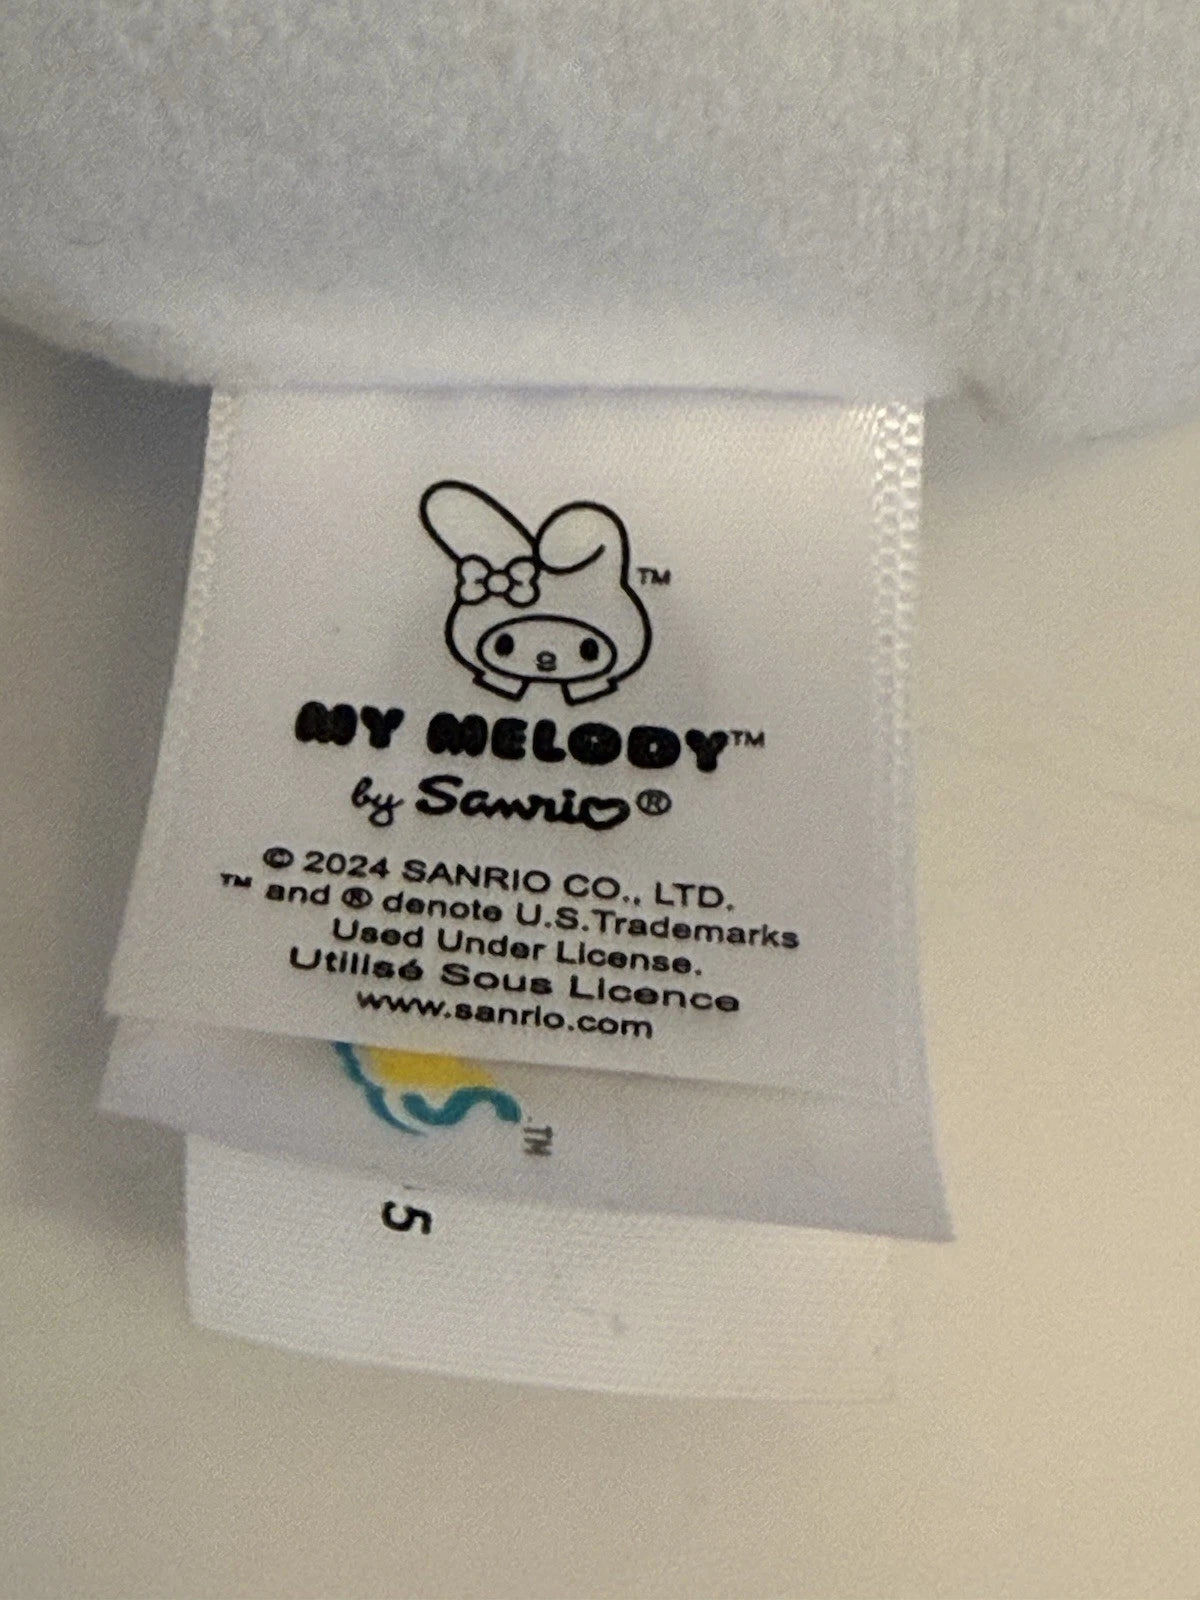 TM
MY MELODY™
by Sanrio®
© 2024 SANRIO CO., LTD.
™ and ® denote U.S.Trademarks
Used Under License.
Utilisé Sous Licence
www.sanrio.com
TM
5